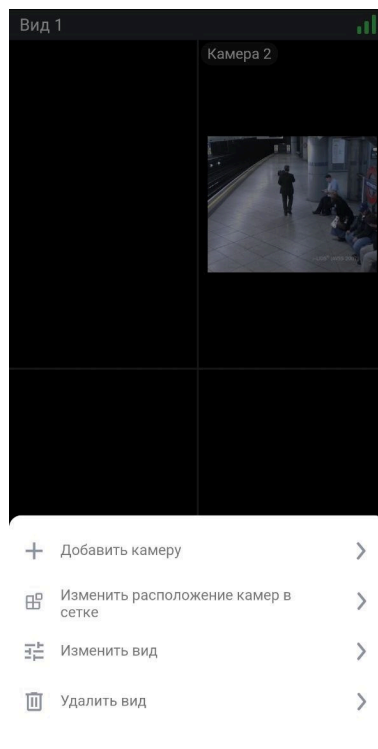 Вид 1
Камера 2
Добавить камеру
Изменить расположение камер в
сетке
Изменить вид
Удалить вид